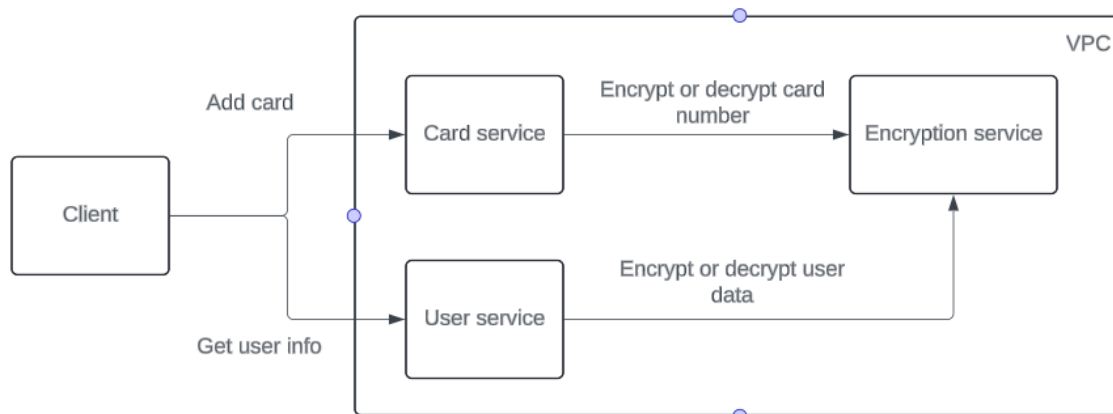 VPC
Add card
Encrypt or decrypt card
number
Card service
Encryption service
Client
Encrypt or decrypt user
data
User service
Get user info